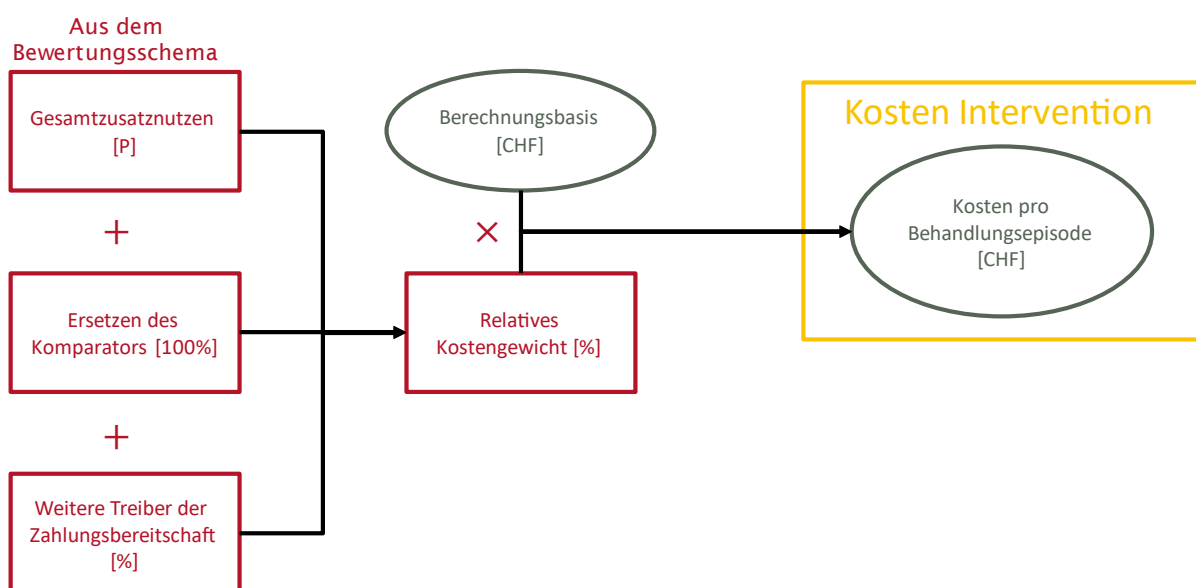 Aus dem
Bewertungsschema
Gesamtzusatznutzen
[P]
+
Ersetzen des
Komparators [100%]
+
Weitere Treiber der
Zahlungsbereitschaft
[%]
Berechnungsbasis
[CHF]
×
Relatives
Kostengewicht [%]
Kosten Intervention
Kosten pro
Behandlungsepisode
[CHF]